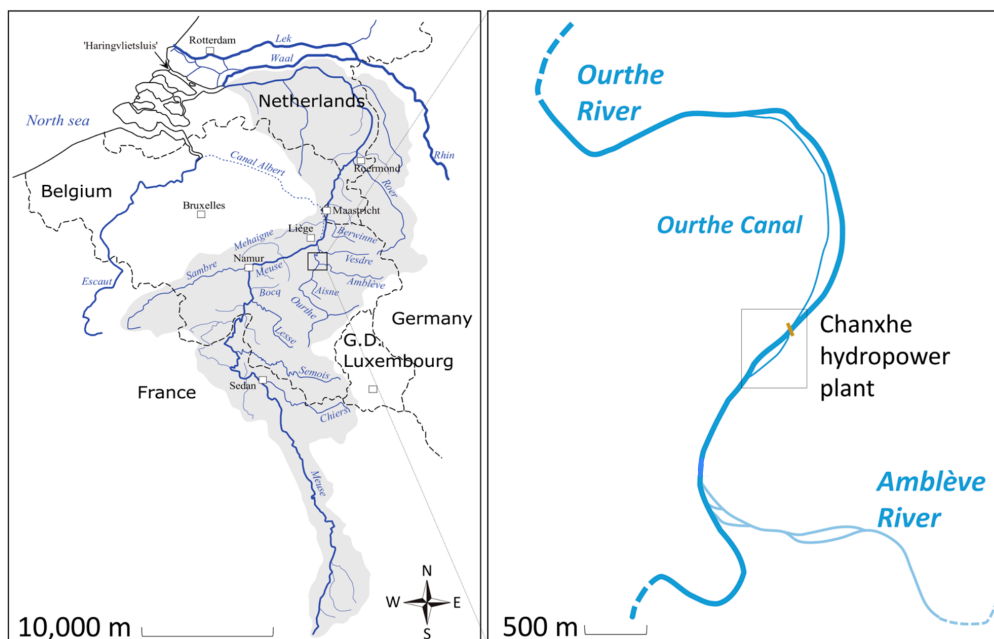 Rotterdam
Lek
'Haringvlietsluis'
Waal
Netherlands
North sea
Rhin
Roermond
Canal Albert
Roer
Belgium
Bruxelles
Maastricht
Liège
Berwinne
Mehaigne
Vesdre
Namur
Meuse
Sambre
Amblève
Escaut
Bocq
Aisne
Ourthe
Germany
Lesse
G.D.
Luxembourg
Semois
Sedan
France
Chiers
Meuse
N
W E
S
10,000 m
Ourthe
River
Ourthe Canal
Chanxhe
hydropower
plant
Amblève
River
500 m